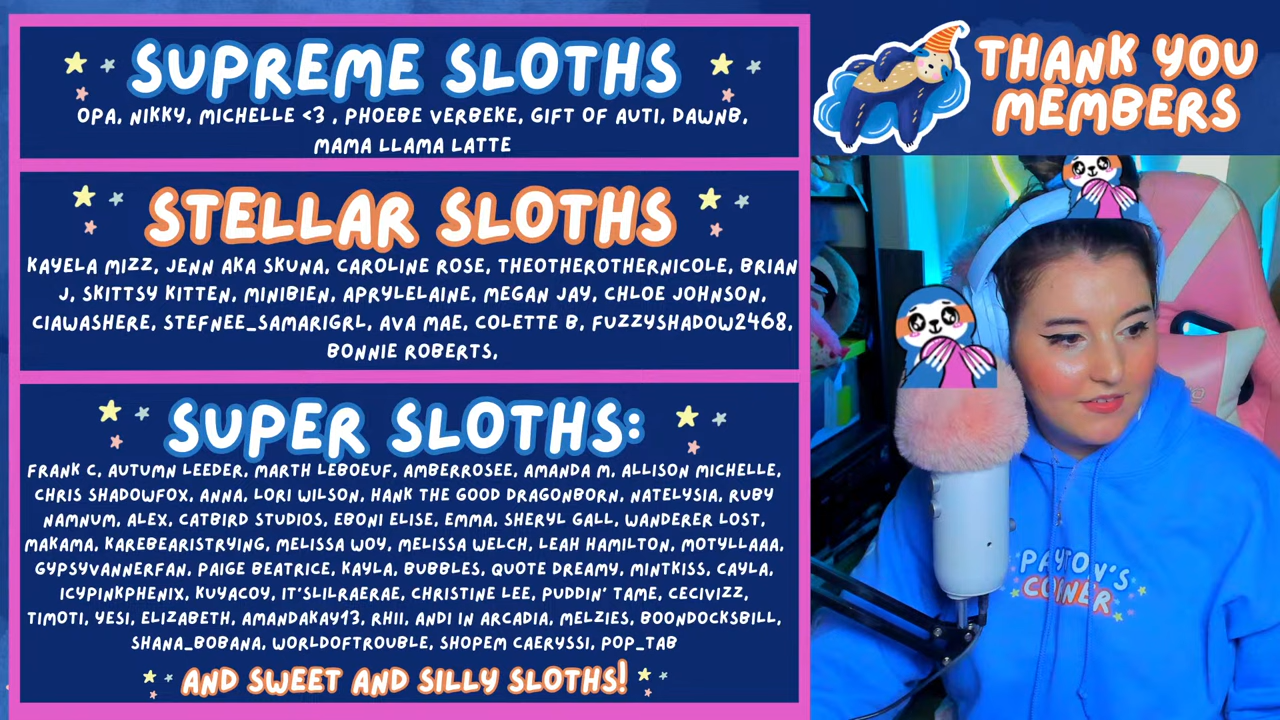 SUPREME SLOTHS
OPA, NIKKY, MICHELLE <3 , PHOEBE VERBEKE, GIFT OF AUTI, DAWNB,
MAMA LLAMA LATTE
STELLAR SLOTHS
KAYELA MIZZ, JENN AKA SKUNA, CAROLINE ROSE, THEOTHEROTHERNICOLE, BRIAN
J, SKITTSY KITTEN, MINIBIEN, APRYLELAINE, MEGAN JAY, CHLOE JOHNSON,
CIAWASHERE, STEFNEE_SAMARIGRL, AVA MAE, COLETTE B, FUZZYSHADOW2468,
BONNIE ROBERTS,
SUPER SLOTHS:
FRANK C, AUTUMN LEEDER, MARTH LEBOEUF, AMBERROSEE, AMANDA M, ALLISON MICHELLE,
CHRIS SHADOWFOX, ANNA, LORI WILSON, HANK THE GOOD DRAGONBORN, NATELYSIA, RUBY
NAMNUM, ALEX, CATBIRD STUDIOS, EBONI ELISE, EMMA, SHERYL GALL, WANDERER LOST,
MAKAMA, KAREBEARISTRYING, MELISSA WOY, MELISSA WELCH, LEAH HAMILTON, MOTYLLAAA,
GYPSYVANNERFAN, PAIGE BEATRICE, KAYLA, BUBBLES, QUOTE DREAMY, MINTKISS, CAYLA,
ICYPINKPHENIX, KUYACOY, IT'SLILRAERAE, CHRISTINE LEE, PUDDIN' TAME, CECIVIZZ,
TIMOTI, YESI, ELIZABETH, AMANDAKAY13, RHII, ANDI IN ARCADIA, MELZIES, BOONDOCKSBILL,
SHANA_BOBANA, WORLDOFTROUBLE, SHOPEM CAERYSSI, POP_TAB
AND SWEET AND SILLY SLOTHS!
THANK YOU
MEMBERS
PAYTON'S
CORNER